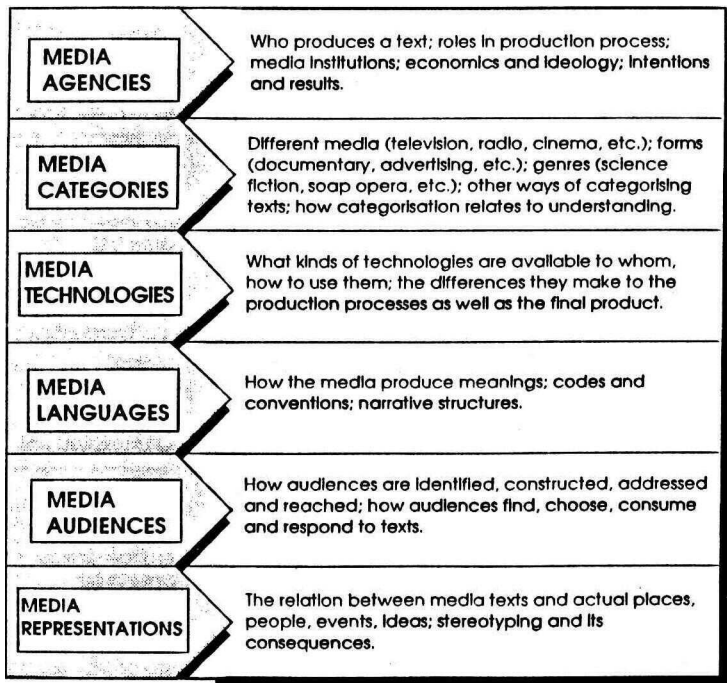 MEDIA
AGENCIES
Who produces a text; roles in production process;
media institutions; economics and ideology; intentions
and results.
MEDIA
CATEGORIES
Different media (television, radio, cinema, etc.); forms
(documentary, advertising, etc.); genres (science
fiction, soap opera, etc.); other ways of categorising
texts; how categorisation relates to understanding.
MEDIA
TECHNOLOGIES
What kinds of technologies are available to whom,
how to use them; the differences they make to the
production processes as well as the final product.
MEDIA
LANGUAGES
How the media produce meanings; codes and
conventions; narrative structures.
MEDIA
AUDIENCES
How audiences are identified, constructed, addressed
and reached; how audiences find, choose, consume
and respond to texts.
MEDIA
REPRESENTATIONS
The relation between media texts and actual places,
people, events, ideas; stereotyping and its
consequences.